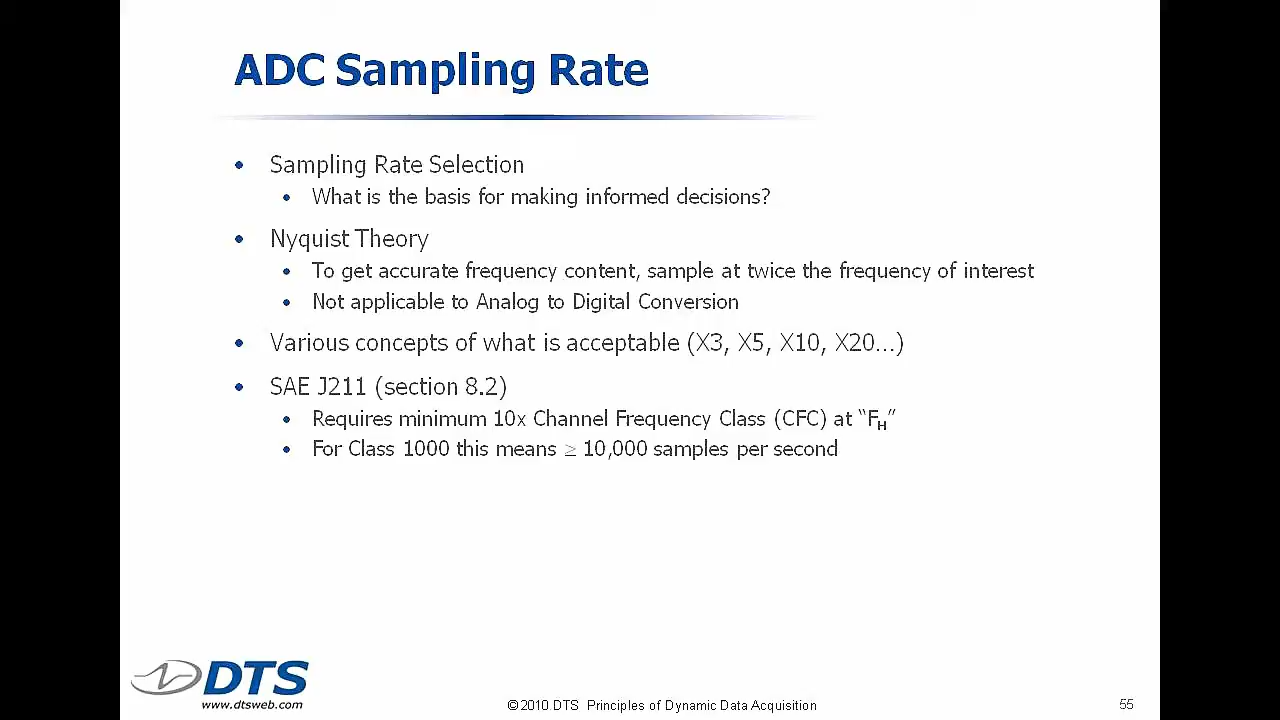 ADC Sampling Rate
• Sampling Rate Selection
• What is the basis for making informed decisions?
• Nyquist Theory
• To get accurate frequency content, sample at twice the frequency of interest
• Not applicable to Analog to Digital Conversion
• Various concepts of what is acceptable (X3, X5, X10, X20...)
• SAE J211 (section 8.2)
• Requires minimum 10x Channel Frequency Class (CFC) at “FH”
• For Class 1000 this means ≥ 10,000 samples per second
DTS
www.dtsweb.com
©2010 DTS Principles of Dynamic Data Acquisition
55